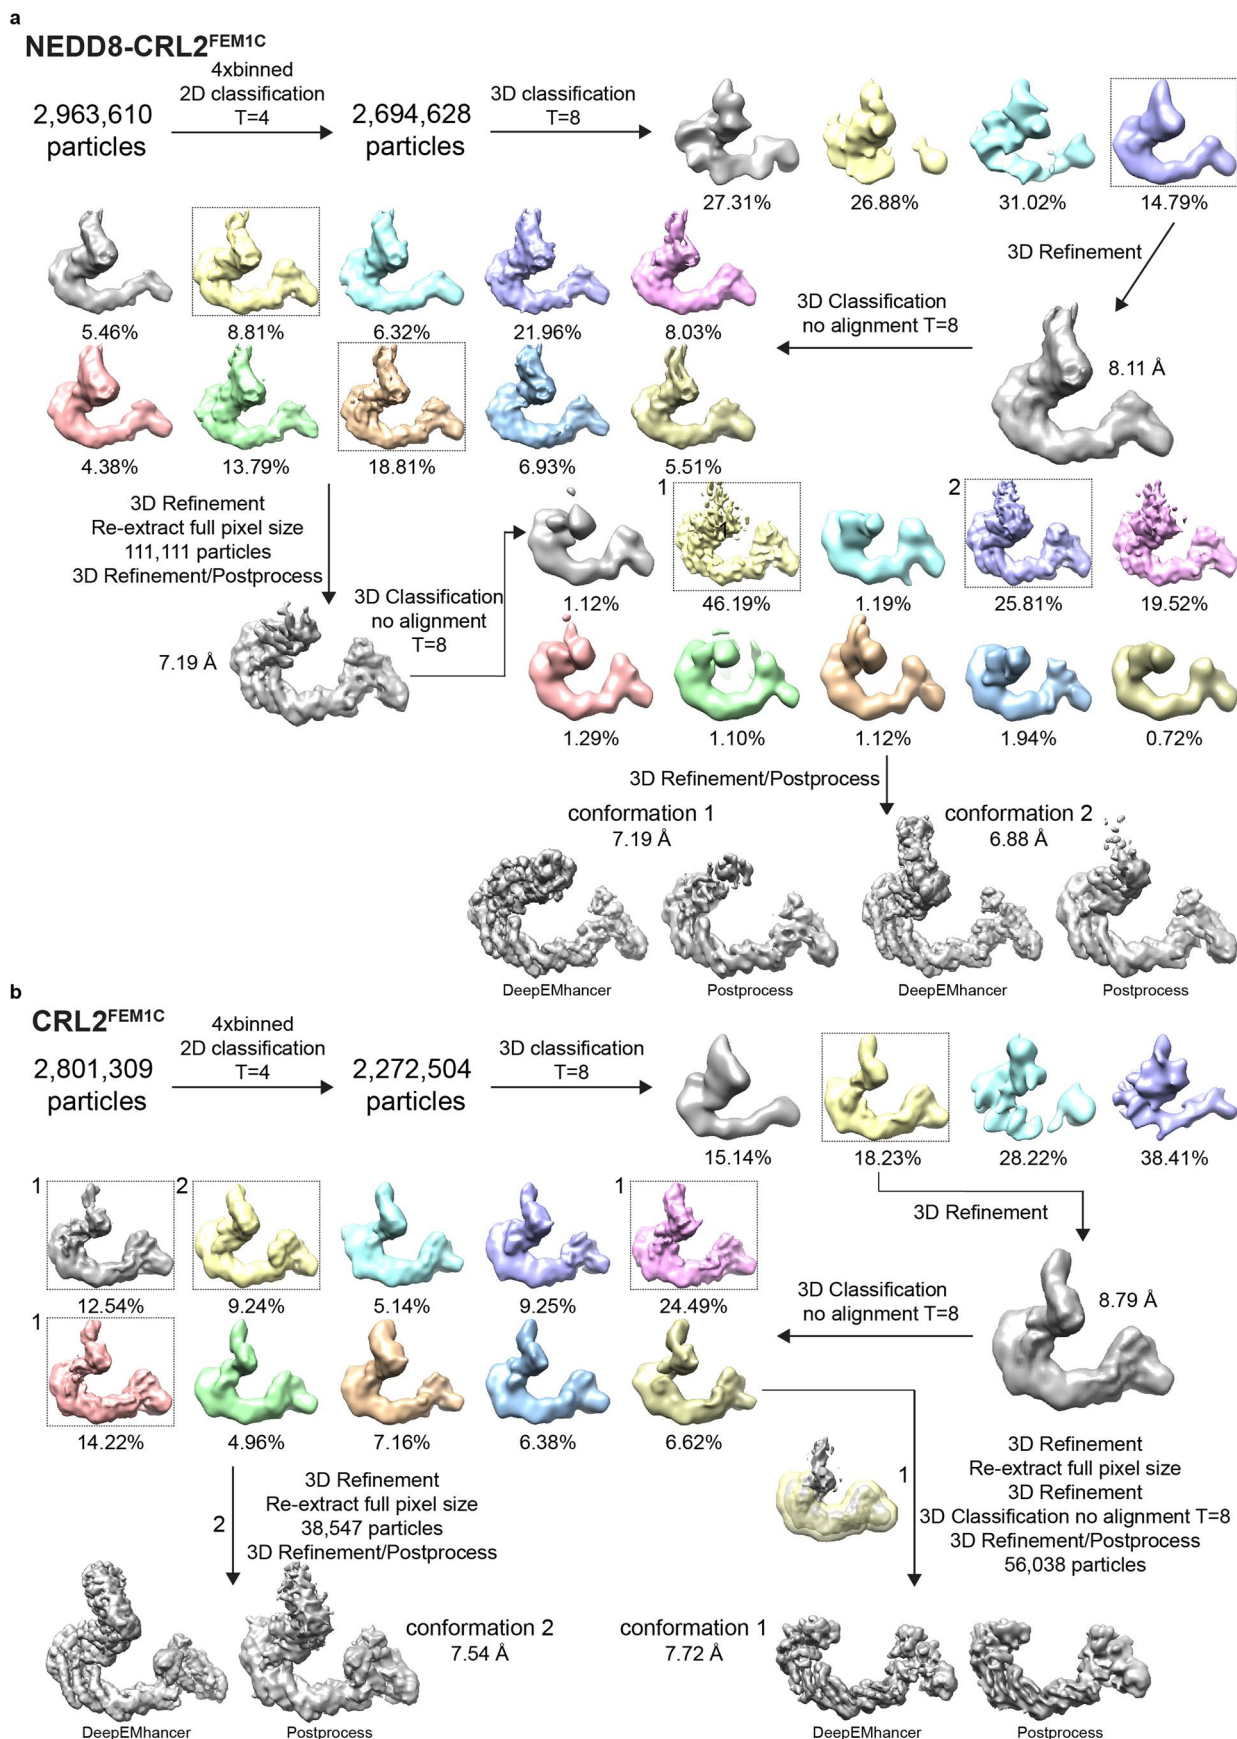 a
NEDD8-CRL2FEM1C
4xbinned
2D classification
T=4
3D classification
T=8
2,963,610
particles
2,694,628
particles
27.31%
26.88%
31.02%
14.79%
3D Refinement
5.46%
8.81%
6.32%
21.96%
8.03%
3D Classification
no alignment T=8
8.11 Å
4.38%
13.79%
18.81%
6.93%
5.51%
3D Refinement
Re-extract full pixel size
111,111 particles
3D Refinement/Postprocess
3D Classification
no alignment
T=8
7.19 Å
1
2
1
1.12%
46.19%
1.19%
25.81%
19.52%
1.29%
1.10%
1.12%
1.94%
0.72%
3D Refinement/Postprocess
conformation 1
7.19 Å
conformation 2
6.88 Å
DeepEMhancer
Postprocess
DeepEMhancer
Postprocess
b
CRL2FEM1C
4xbinned
2D classification
T=4
3D classification
T=8
2,801,309
particles
2,272,504
particles
15.14%
18.23%
28.22%
38.41%
3D Refinement
1
2
1
12.54%
9.24%
5.14%
9.25%
24.49%
3D Classification
no alignment T=8
8.79 Å
1
14.22%
4.96%
7.16%
6.38%
6.62%
3D Refinement
Re-extract full pixel size
38,547 particles
3D Refinement/Postprocess
2
1
3D Refinement
Re-extract full pixel size
3D Refinement
3D Classification no alignment T=8
3D Refinement/Postprocess
56,038 particles
conformation 2
7.54 Å
conformation 1
7.72 Å
DeepEMhancer
Postprocess
DeepEMhancer
Postprocess